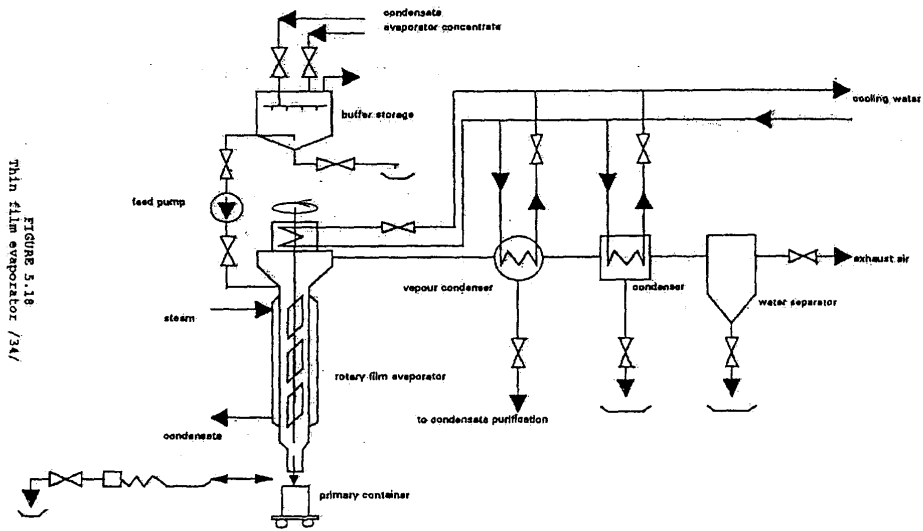 condensate
evaporator concentrate
buffer storage
cooling water
feed pump
vapour condenser
condenser
exhaust air
water separator
steam
rotary film evaporator
to condensate purification
condensate
primary container
FIGURE 5.18
Thin film evaporator /34/